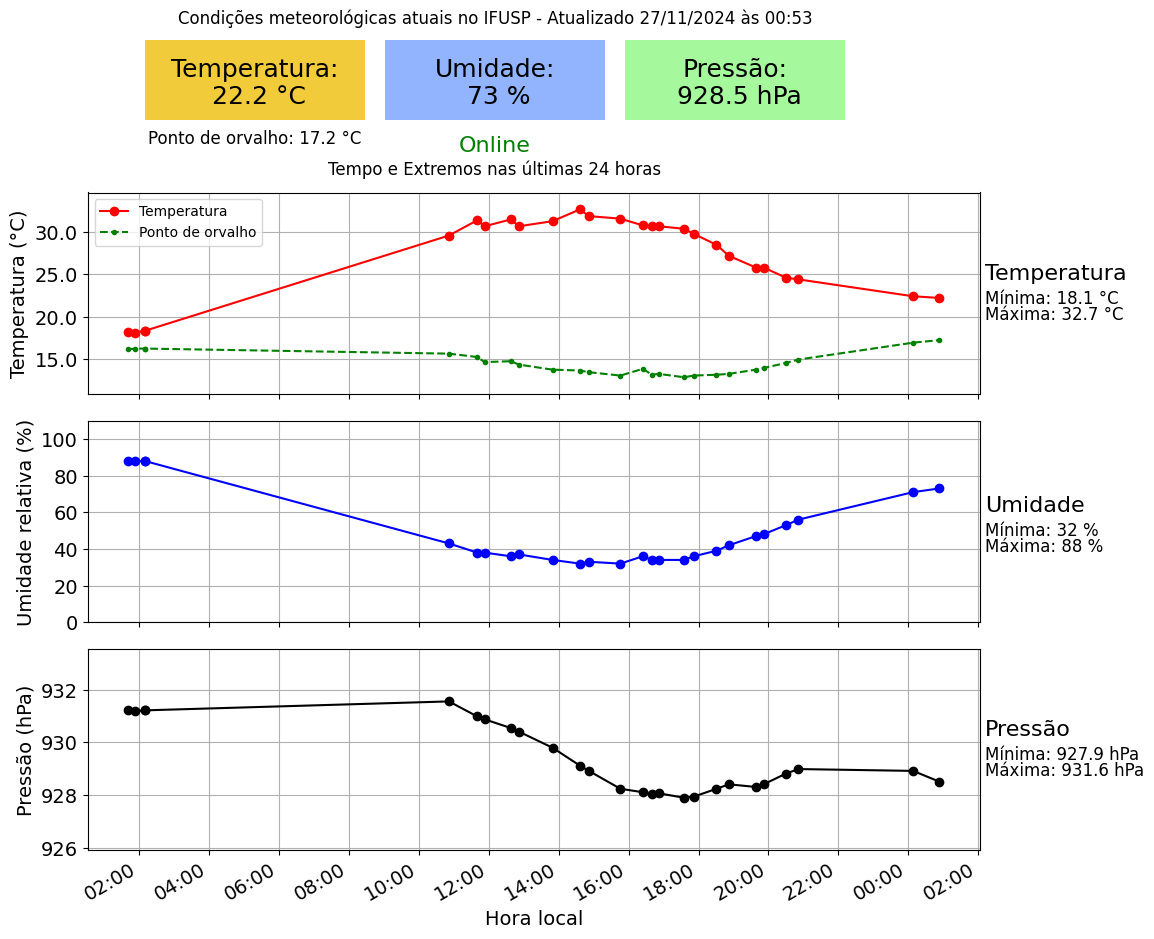 Condições meteorológicas atuais no IFUSP - Atualizado 27/11/2024 às 00:53
Temperatura:
22.2 °C
Umidade:
73 %
Pressão:
928.5 hPa
Ponto de orvalho: 17.2 °C
Online
Tempo e Extremos nas últimas 24 horas
Temperatura (°C)
30.0
25.0
20.0
15.0
Temperatura
Ponto de orvalho
Temperatura
Mínima: 18.1 °C
Máxima: 32.7 °C
Umidade relativa (%)
100
80
60
40
20
0
Umidade
Mínima: 32 %
Máxima: 88 %
Pressão (hPa)
932
930
928
926
Pressão
Mínima: 927.9 hPa
Máxima: 931.6 hPa
02:00 04:00 06:00 08:00 10:00 12:00 14:00 16:00 18:00 20:00 22:00 00:00 02:00
Hora local